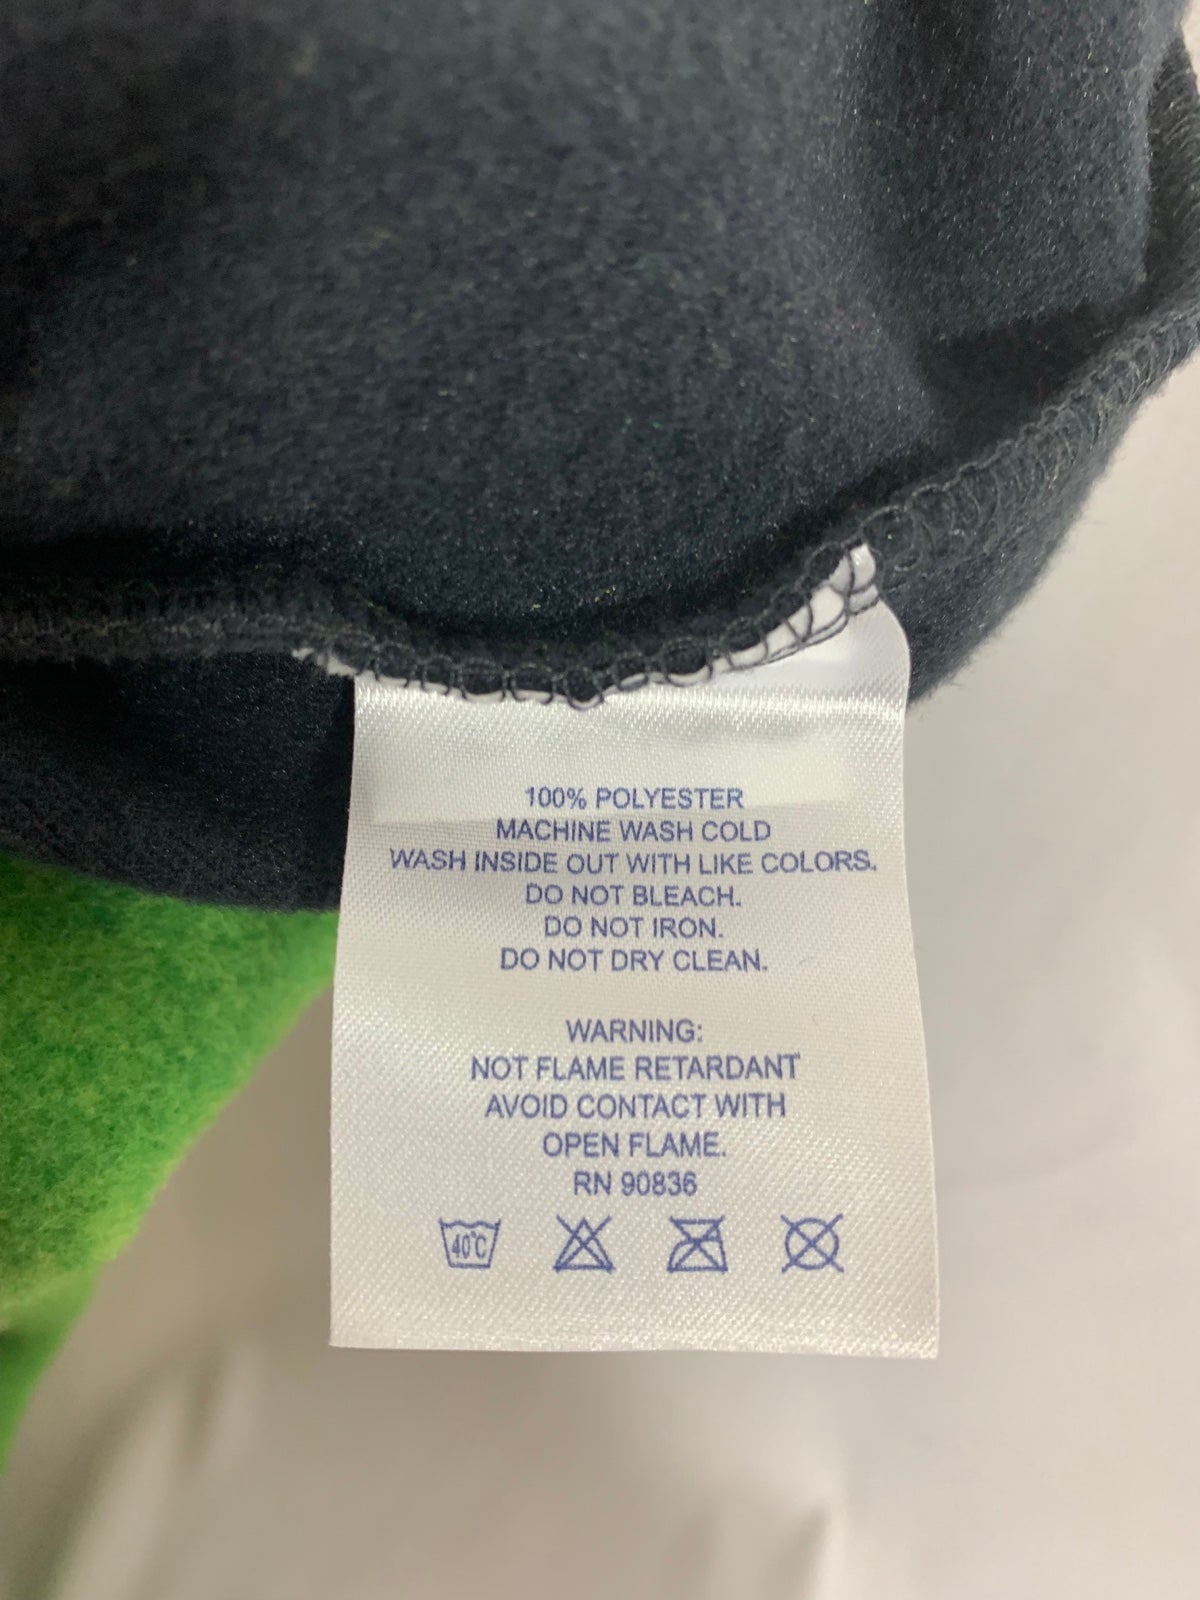 100% POLYESTER
MACHINE WASH COLD
WASH INSIDE OUT WITH LIKE COLORS.
DO NOT BLEACH.
DO NOT IRON.
DO NOT DRY CLEAN.
WARNING:
NOT FLAME RETARDANT
AVOID CONTACT WITH
OPEN FLAME.
RN 90836
40°C